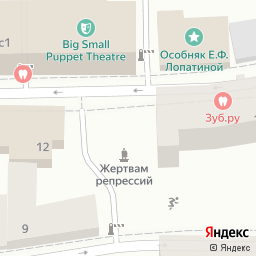 с1
Big Small
Puppet Theatre
Особняк Е.Ф.
Лопатиной
Зуб.ру
12
Жертвам
репрессий
9
Яндекс
© Яндекс